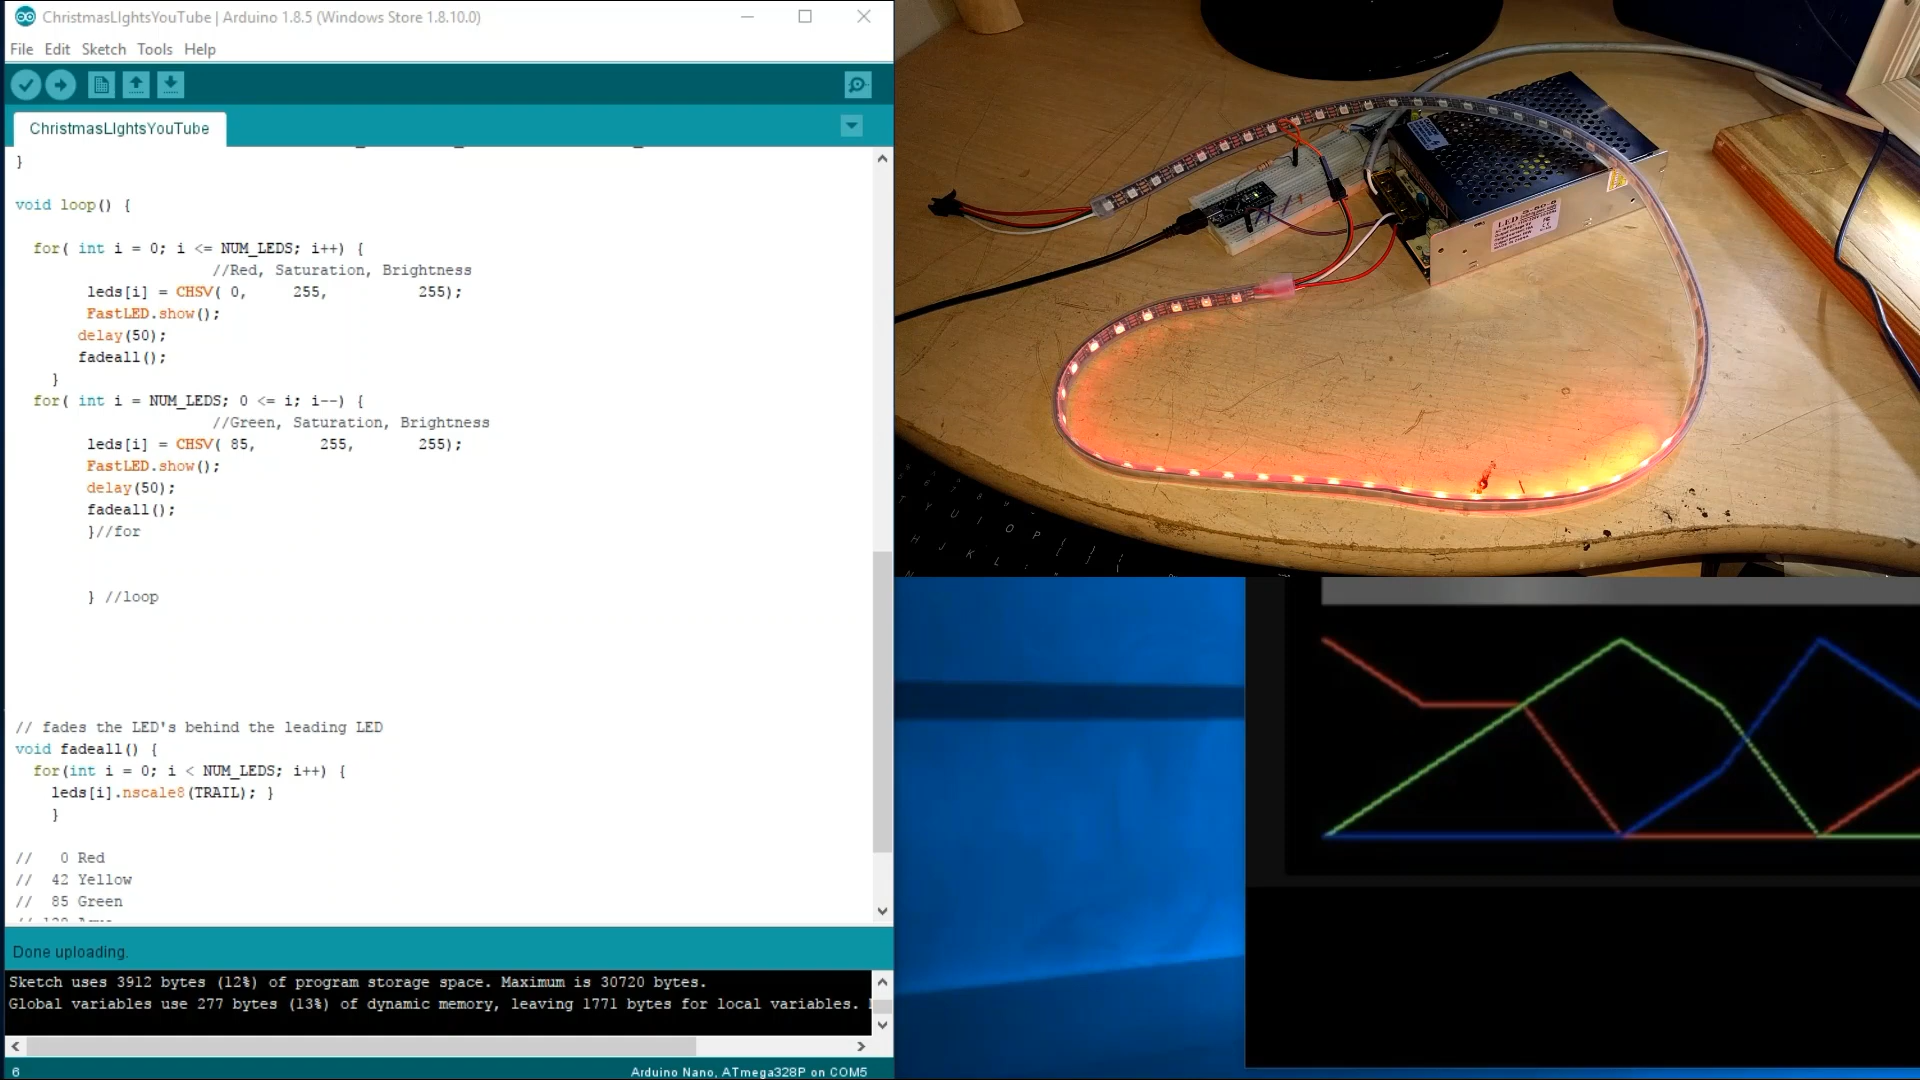 ChristmasLIghtsYouTube | Arduino 1.8.5 (Windows Store 1.8.10.0)
File Edit Sketch Tools Help
ChristmasLIghtsYouTube
}
void loop() {
for( int i = 0; i <= NUM_LEDS; i++) {
//Red, Saturation, Brightness
leds[i] = CHSV( 0, 255, 255);
FastLED.show();
delay(50);
fadeall();
}
for( int i = NUM_LEDS; 0 <= i; i--) {
//Green, Saturation, Brightness
leds[i] = CHSV( 85, 255, 255);
FastLED.show();
delay(50);
fadeall();
}//for
} //loop
// fades the LED's behind the leading LED
void fadeall() {
for(int i = 0; i < NUM_LEDS; i++) {
leds[i].nscale8(TRAIL); }
}
// 0 Red
// 42 Yellow
// 85 Green
Done uploading.
Sketch uses 3912 bytes (12%) of program storage space. Maximum is 30720 bytes.
Global variables use 277 bytes (13%) of dynamic memory, leaving 1771 bytes for local variables.
6
Arduino Nano, ATmega328P on COM5
LED
Y U I O P
H J K L